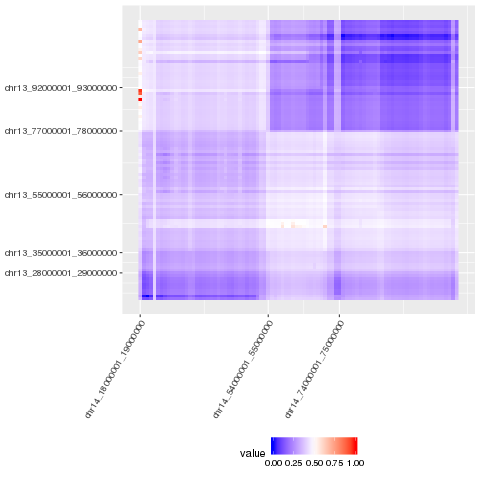 chr13_92000001_93000000
chr13_77000001_78000000
chr13_55000001_56000000
chr13_35000001_36000000
chr13_28000001_29000000
chr14_18000001_19000000
chr14_54000001_55000000
chr14_74000001_75000000
value
0.00 0.25 0.50 0.75 1.00